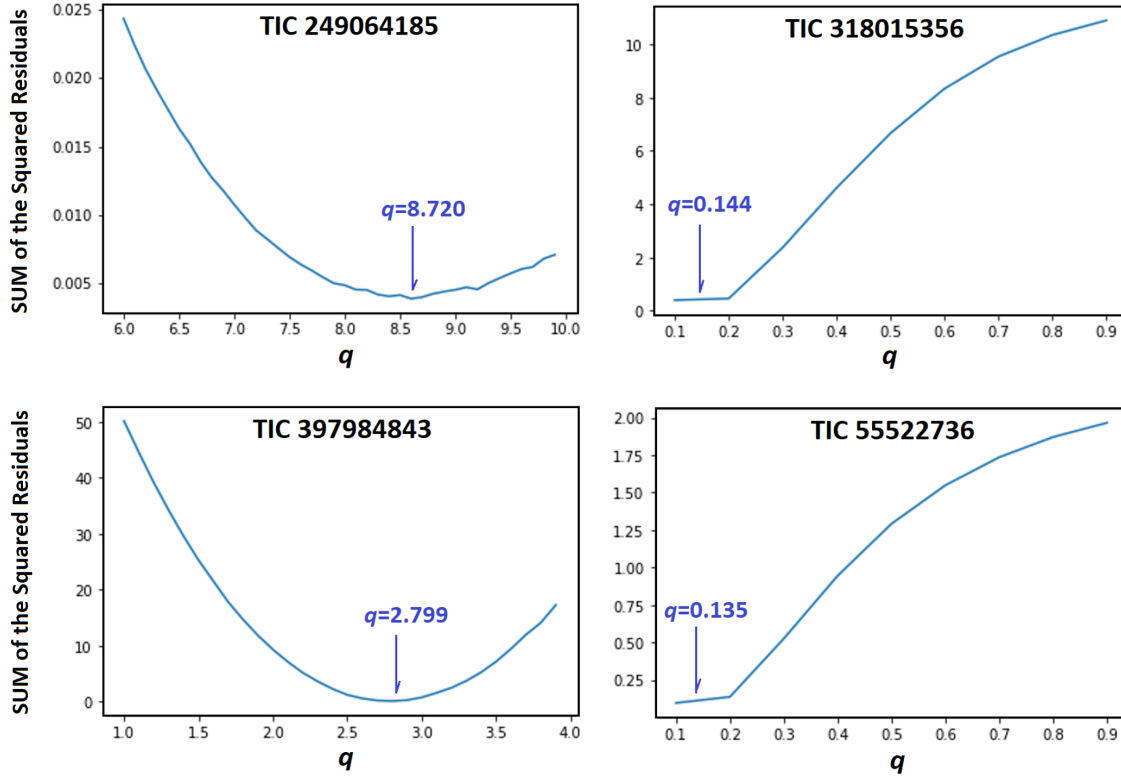 TIC 249064185
SUM of the Squared Residuals
0.025
0.020
0.015
0.010
0.005
q=8.720
6.0 6.5 7.0 7.5 8.0 8.5 9.0 9.5 10.0
q
TIC 318015356
10
8
6
4
2
0
q=0.144
0.1 0.2 0.3 0.4 0.5 0.6 0.7 0.8 0.9
q
TIC 397984843
SUM of the Squared Residuals
50
40
30
20
10
0
q=2.799
1.0 1.5 2.0 2.5 3.0 3.5 4.0
q
TIC 55522736
2.00
1.75
1.50
1.25
1.00
0.75
0.50
0.25
q=0.135
0.1 0.2 0.3 0.4 0.5 0.6 0.7 0.8 0.9
q